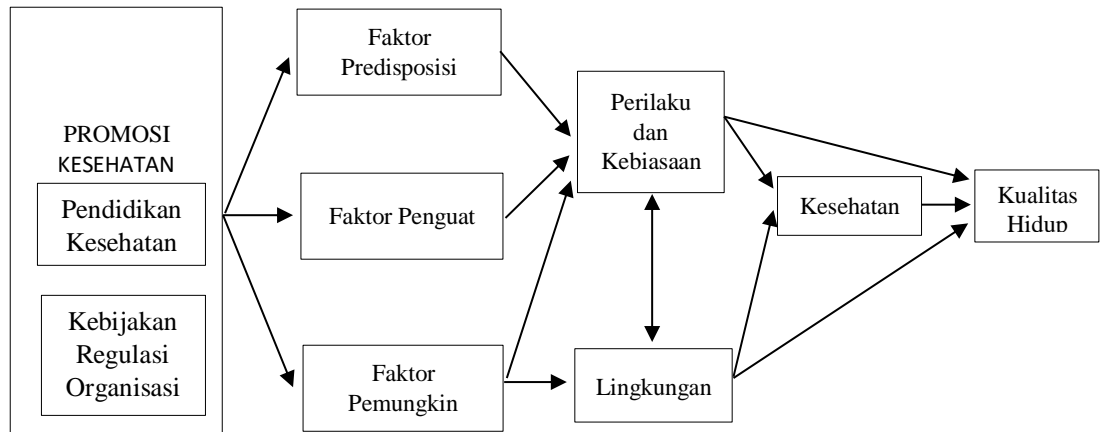 PROMOSI
KESEHATAN
Pendidikan
Kesehatan
Kebijakan
Regulasi
Organisasi
Faktor
Predisposisi
Faktor Penguat
Faktor
Pemungkin
Perilaku
dan
Kebiasaan
Lingkungan
Kesehatan
Kualitas
Hidup